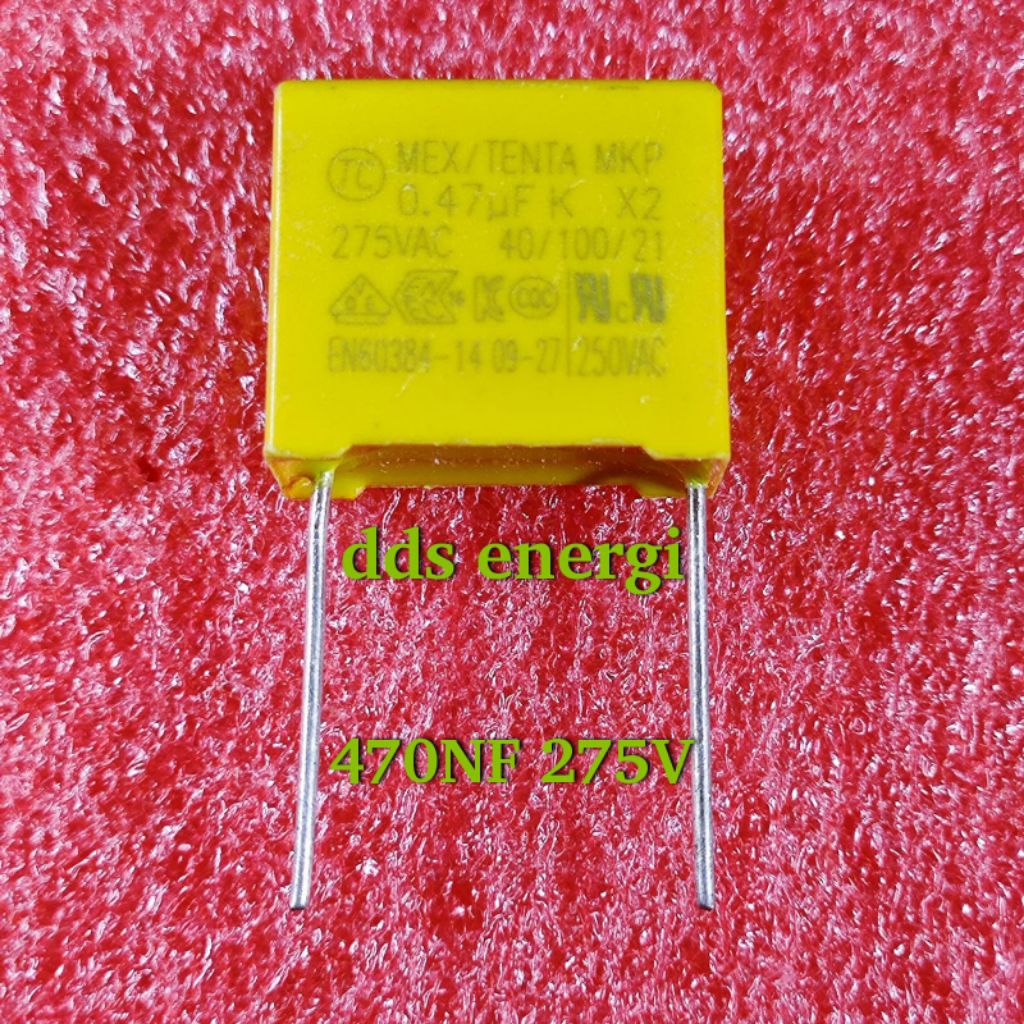 TC MEX/TENTA MKP
0.47µF K X2
275VAC 40/100/21
EN60384-14 09-27 250VAC
dds energi
470NF 275V